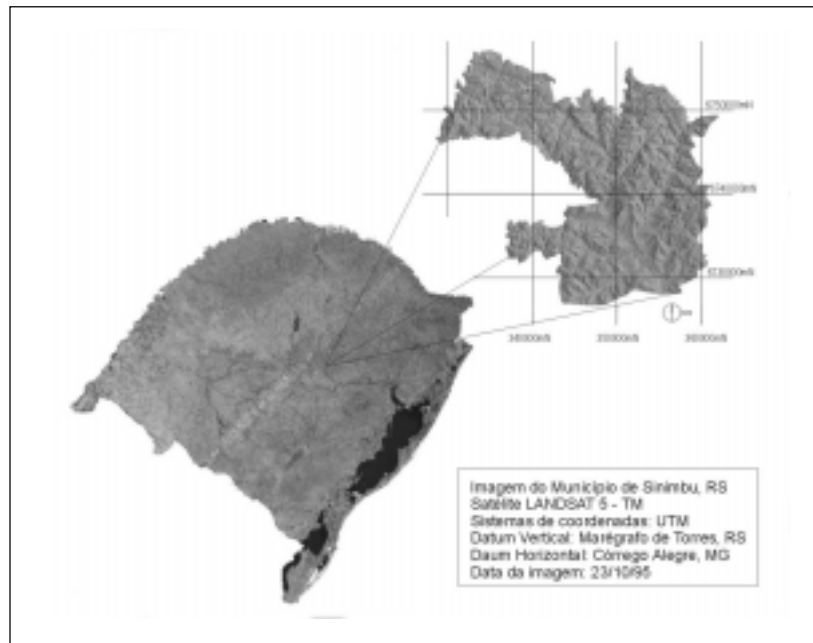 Imagem do Município de Sinimbu, RS
Satélite LANDSAT 5 - TM
Sistemas de coordenadas: UTM
Datum Vertical: Marégrafo de Torres, RS
Daum Horizontal: Córrego Alegre, MG
Data da imagem: 23/10/95